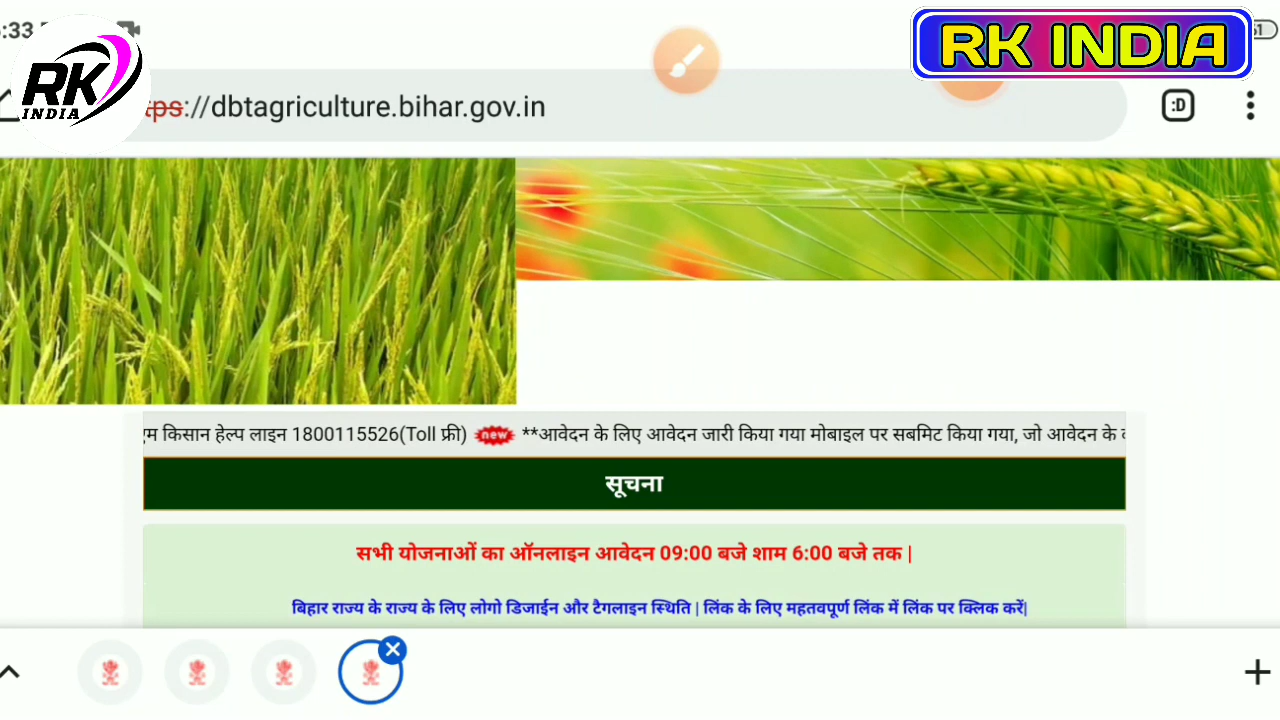 :33
RK
INDIA
RK INDIA
51
tps://dbtagriculture.bihar.gov.in
:D
किसान हेल्प लाइन 1800115526(Toll फ्री) new **आवेदन के लिए आवेदन जारी किया गया मोबाइल पर सबमिट किया गया, जो आवेदन के
सूचना
सभी योजनाओं का ऑनलाइन आवेदन 09:00 बजे शाम 6:00 बजे तक |
बिहार राज्य के राज्य के लिए लोगो डिजाईन और टैगलाइन स्थिति | लिंक के लिए महतवपूर्ण लिंक में लिंक पर क्लिक करें|